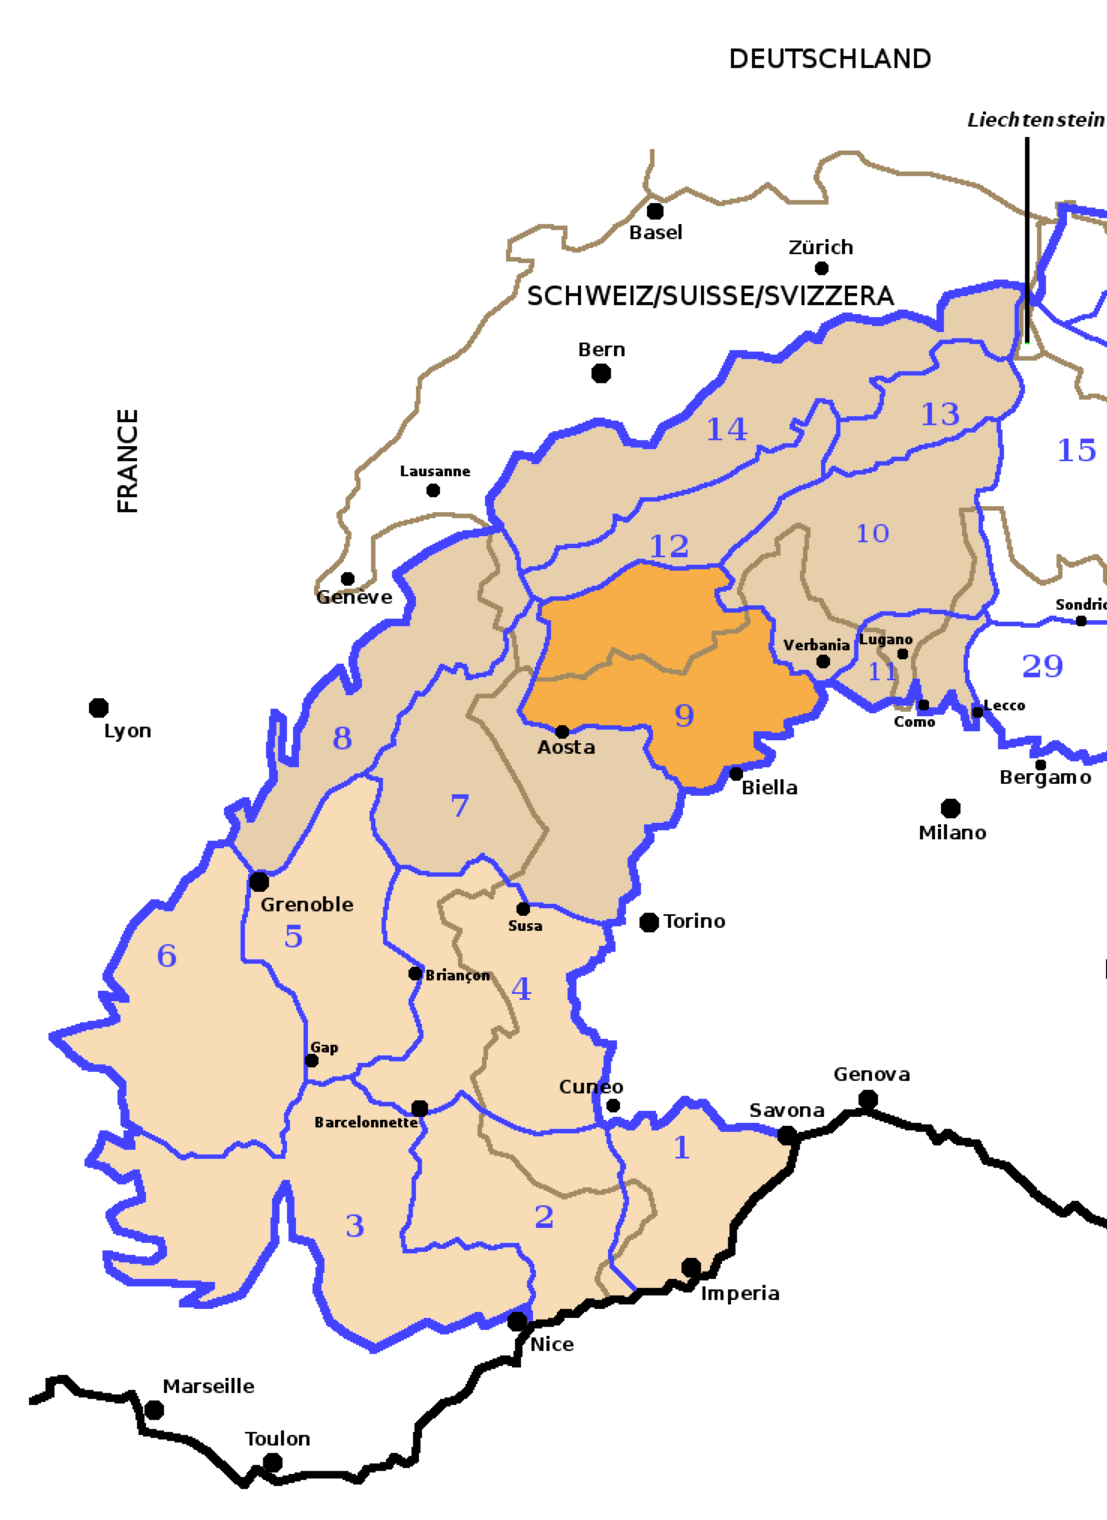 DEUTSCHLAND
Liechtenstein
Basel
Zürich
SCHWEIZ/SUISSE/SVIZZERA
Bern
FRANCE
14
13
15
Lausanne
10
12
Genève
Sondrio
Verbania
Lugano
11
29
Lyon
8
9
Aosta
Como
Lecco
Bergamo
Biella
7
Milano
Grenoble
Susa
Torino
5
6
Briançon
4
Gap
Cuneo
Genova
Barcelonnette
Savona
1
3
2
Imperia
Nice
Marseille
Toulon